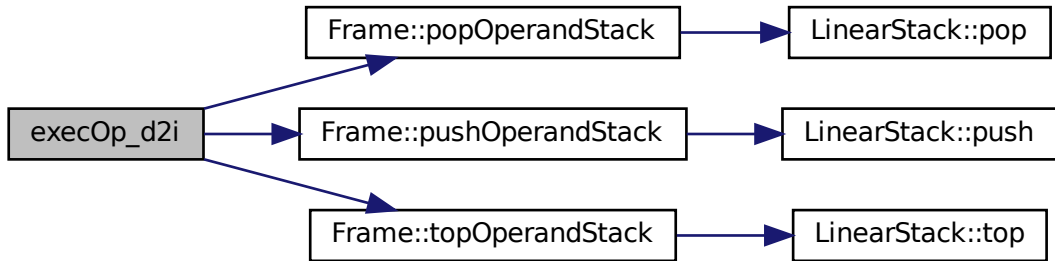 Frame::popOperandStack
LinearStack::pop
execOp_d2i
Frame::pushOperandStack
LinearStack::push
Frame::topOperandStack
LinearStack::top